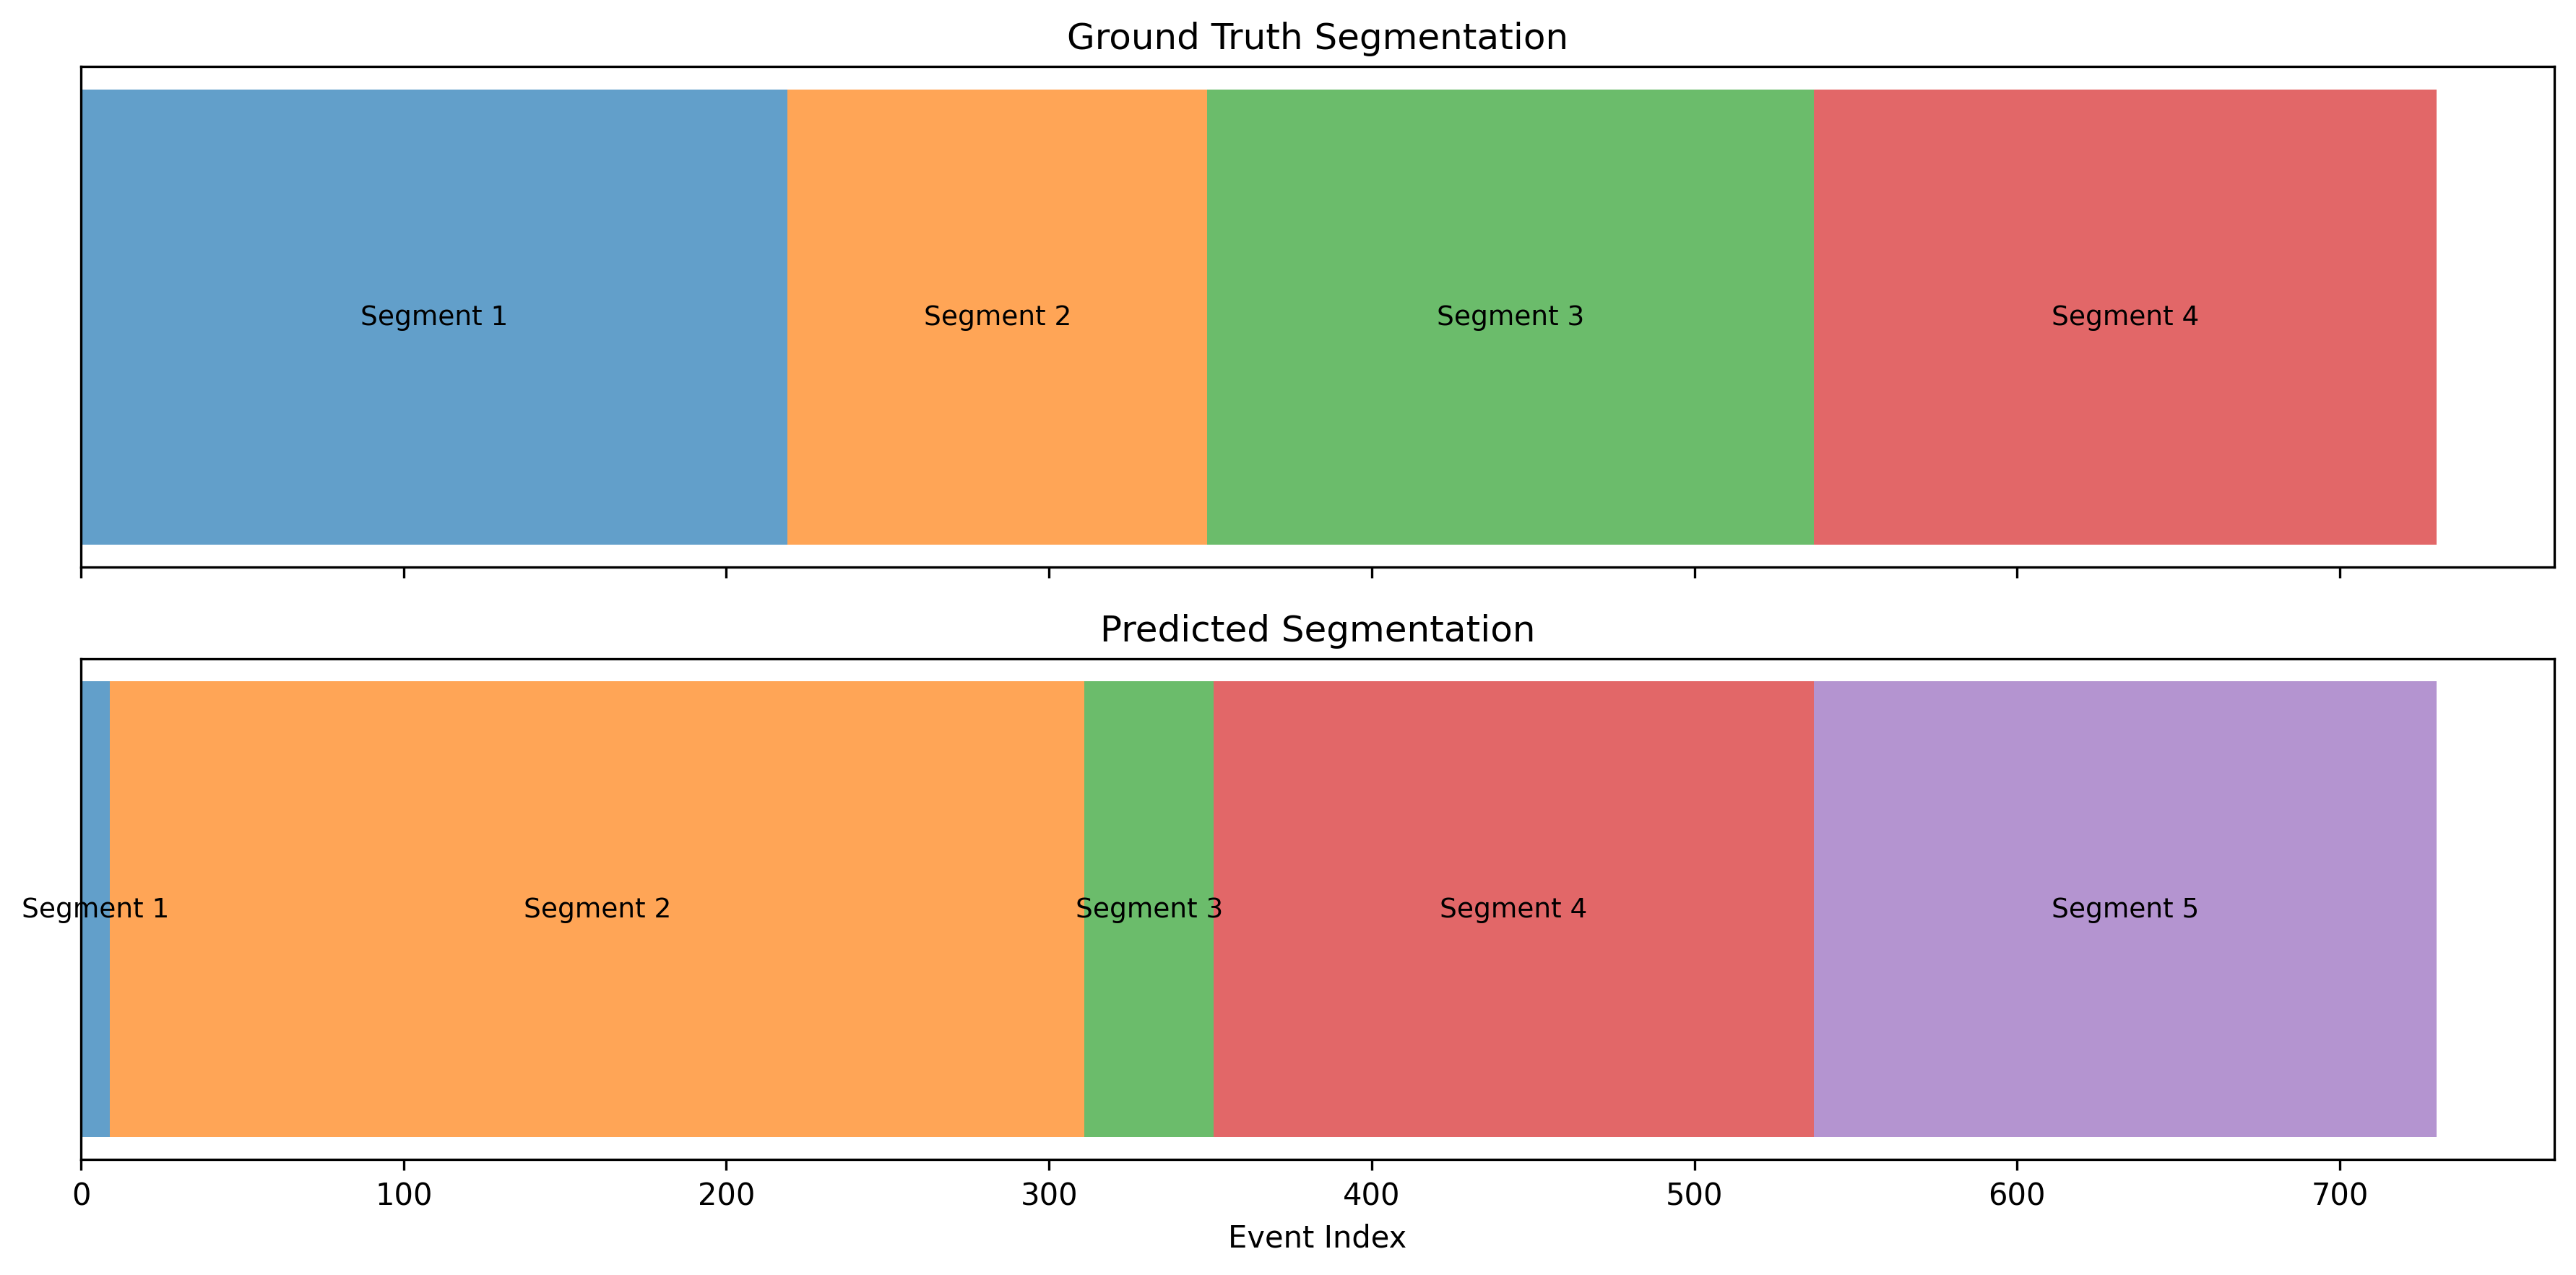 Ground Truth Segmentation
Segment 1 Segment 2 Segment 3 Segment 4
Predicted Segmentation
Segment 1 Segment 2 Segment 3 Segment 4 Segment 5
0 100 200 300 400 500 600 700
Event Index